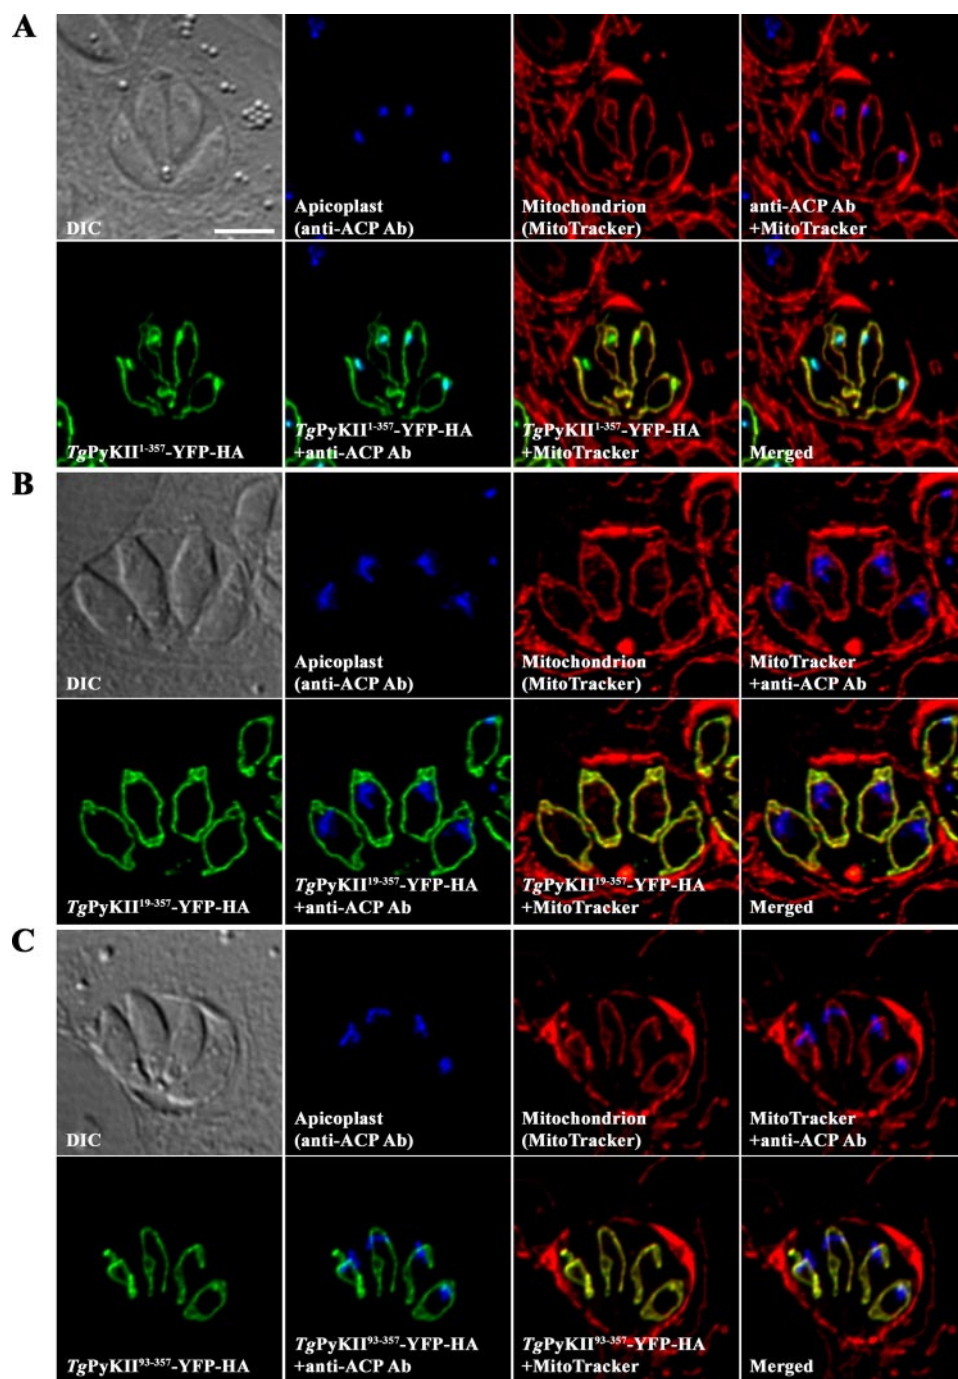 A
DIC
Apicoplast
(anti-ACP Ab)
Mitochondrion
(MitoTracker)
anti-ACP Ab
+MitoTracker
TgPyKII¹⁻³⁵⁷-YFP-HA
TgPyKII¹⁻³⁵⁷-YFP-HA
+anti-ACP Ab
TgPyKII¹⁻³⁵⁷-YFP-HA
+MitoTracker
Merged
B
DIC
Apicoplast
(anti-ACP Ab)
Mitochondrion
(MitoTracker)
MitoTracker
+anti-ACP Ab
TgPyKII¹⁹⁻³⁵⁷-YFP-HA
TgPyKII¹⁹⁻³⁵⁷-YFP-HA
+anti-ACP Ab
TgPyKII¹⁹⁻³⁵⁷-YFP-HA
+MitoTracker
Merged
C
DIC
Apicoplast
(anti-ACP Ab)
Mitochondrion
(MitoTracker)
MitoTracker
+anti-ACP Ab
TgPyKII⁹³⁻³⁵⁷-YFP-HA
TgPyKII⁹³⁻³⁵⁷-YFP-HA
+anti-ACP Ab
TgPyKII⁹³⁻³⁵⁷-YFP-HA
+MitoTracker
Merged